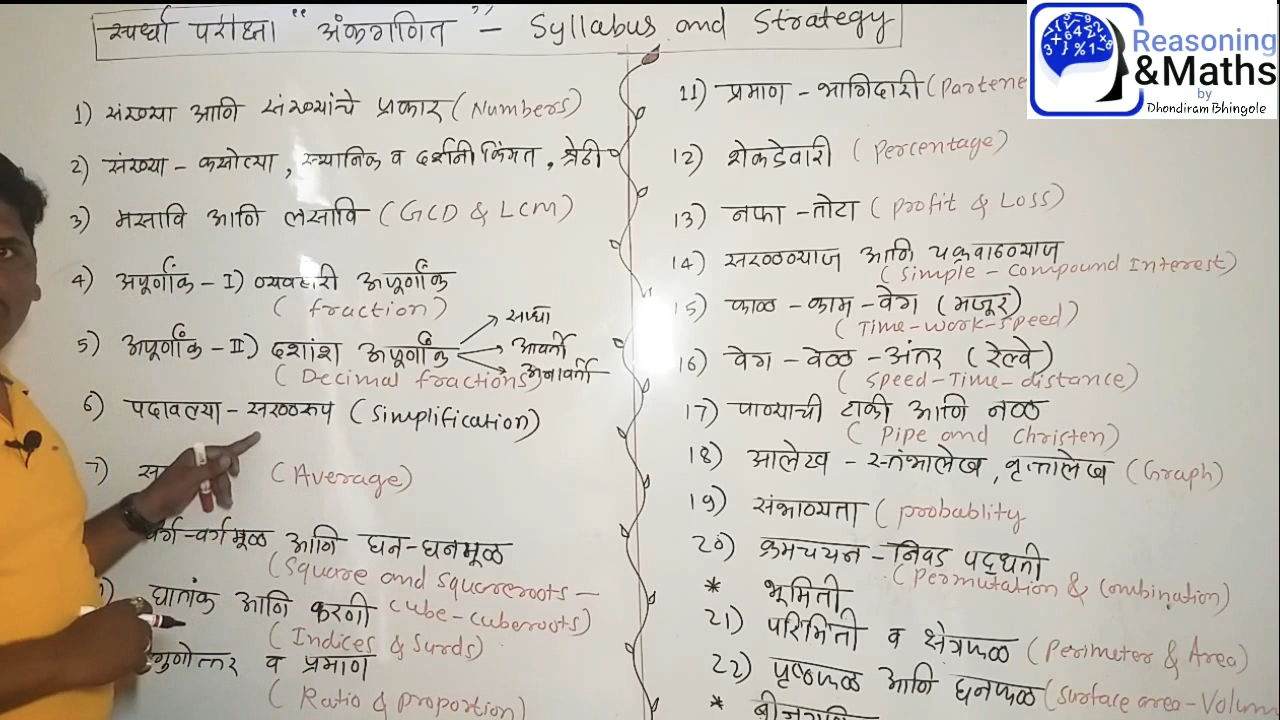 स्पर्धा परीक्षा "अंकगणित" - Syllabus and Strategy
1) संख्या आणि संख्यांचे प्रकार (Numbers)
2) संख्या - कसोट्या, स्थानिक व दर्शनी किंमत, श्रेढी
3) मसावि आणि लसावि (GCD & LCM)
4) अपूर्णांक - I) व्यवहारी अपूर्णांक
(fraction)
5) अपूर्णांक - II) दशांश अपूर्णांक
साधा
आवर्ती
अनावर्ती
(Decimal fractions)
6) पदावल्या - सरळरूप (Simplification)
7) (Average)
वर्ग-वर्गमूळ आणि घन-घनमूळ
(Square and squareroots -
cube-cuberoots)
घातांक आणि करणी
(Indices & Surds)
गुणोत्तर व प्रमाण
(Ratio & proportion)
11) प्रमाण - भागिदारी (Partene
12) शेकडेवारी (Percentage)
13) नफा - तोटा (Profit & Loss)
14) सरळव्याज आणि चक्रवाढव्याज
(Simple - compound Interest)
15) काळ - काम - वेग (मजूर)
(Time-work-speed)
16) वेग - वेळ - अंतर (रेल्वे)
(Speed-Time-distance)
17) पाण्याची टाकी आणि नळ
(Pipe and Christen)
18) आलेख - स्तंभालेख, वृत्तालेख (Graph)
19) संभाव्यता (probablity
20) क्रमचयन - निवड पद्धती
(Permutation & Combination)
* भूमिती
21) परिमिती व क्षेत्रफळ (Perimeter & Area)
22) पृष्ठफळ आणि घनफळ (Surface area-Volum
*
Reasoning
&Maths
by
Dhondiram Bhingole